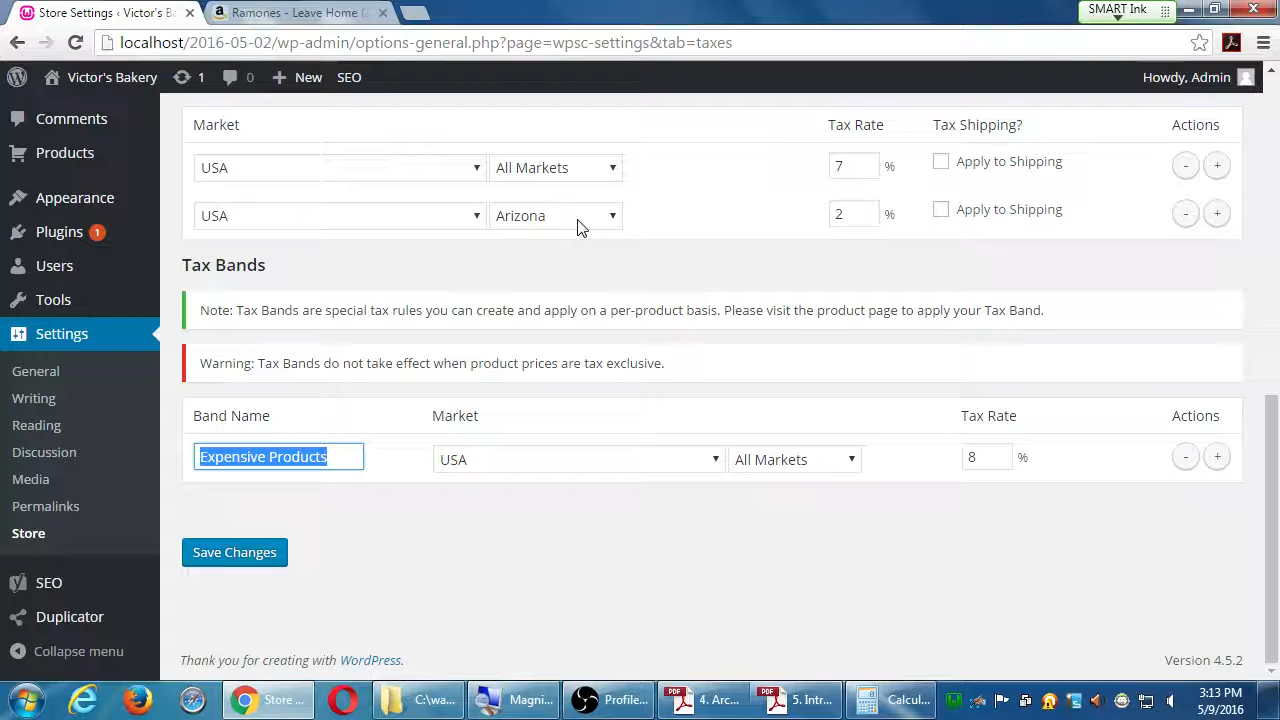 Store Settings ‹ Victor's Ba
Ramones - Leave Home (
SMART Ink
localhost/2016-05-02/wp-admin/options-general.php?page=wpsc-settings&tab=taxes
Victor's Bakery 1 0 New SEO Howdy, Admin
Comments
Products
Appearance
Plugins 1
Users
Tools
Settings
General
Writing
Reading
Discussion
Media
Permalinks
Store
SEO
Duplicator
Collapse menu
Market Tax Rate Tax Shipping? Actions
USA All Markets 7 % Apply to Shipping - +
USA Arizona 2 % Apply to Shipping - +
Tax Bands
Note: Tax Bands are special tax rules you can create and apply on a per-product basis. Please visit the product page to apply your Tax Band.
Warning: Tax Bands do not take effect when product prices are tax exclusive.
Band Name Market Tax Rate Actions
Expensive Products USA All Markets 8 % - +
Save Changes
Thank you for creating with WordPress. Version 4.5.2
Store ... C:\wa... Magni... Profile... 4. Arc... 5. Intr... Calcul...
3:13 PM
5/9/2016